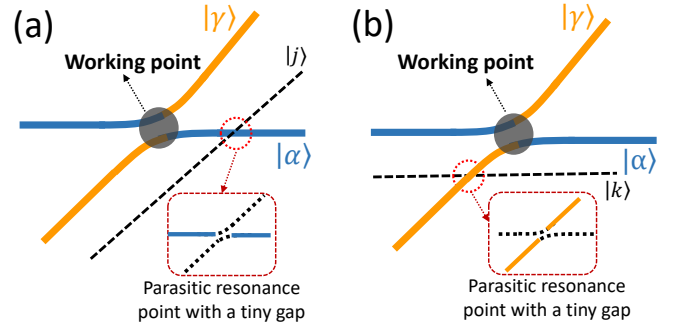 (a)
|γ⟩
Working point
|j⟩
|α⟩
Parasitic resonance
point with a tiny gap
(b)
|γ⟩
Working point
|α⟩
|k⟩
Parasitic resonance
point with a tiny gap